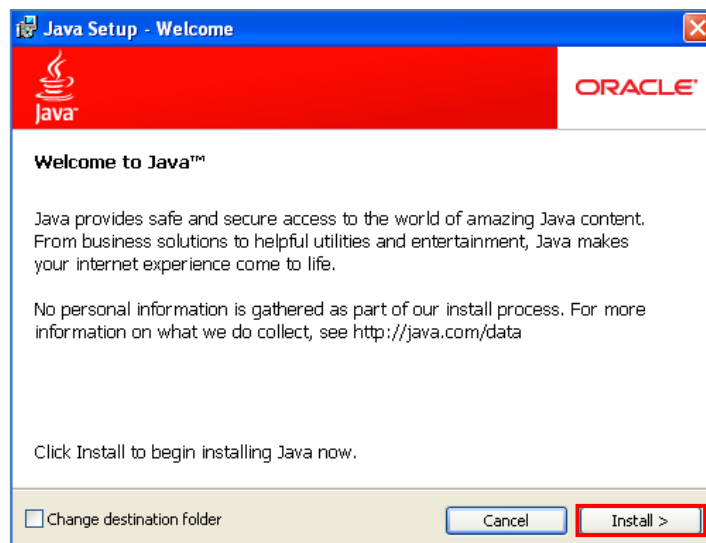 Java Setup - Welcome
Java™
ORACLE®
Welcome to Java™
Java provides safe and secure access to the world of amazing Java content.
From business solutions to helpful utilities and entertainment, Java makes
your internet experience come to life.
No personal information is gathered as part of our install process. For more
information on what we do collect, see http://java.com/data
Click Install to begin installing Java now.
Change destination folder
Cancel
Install >